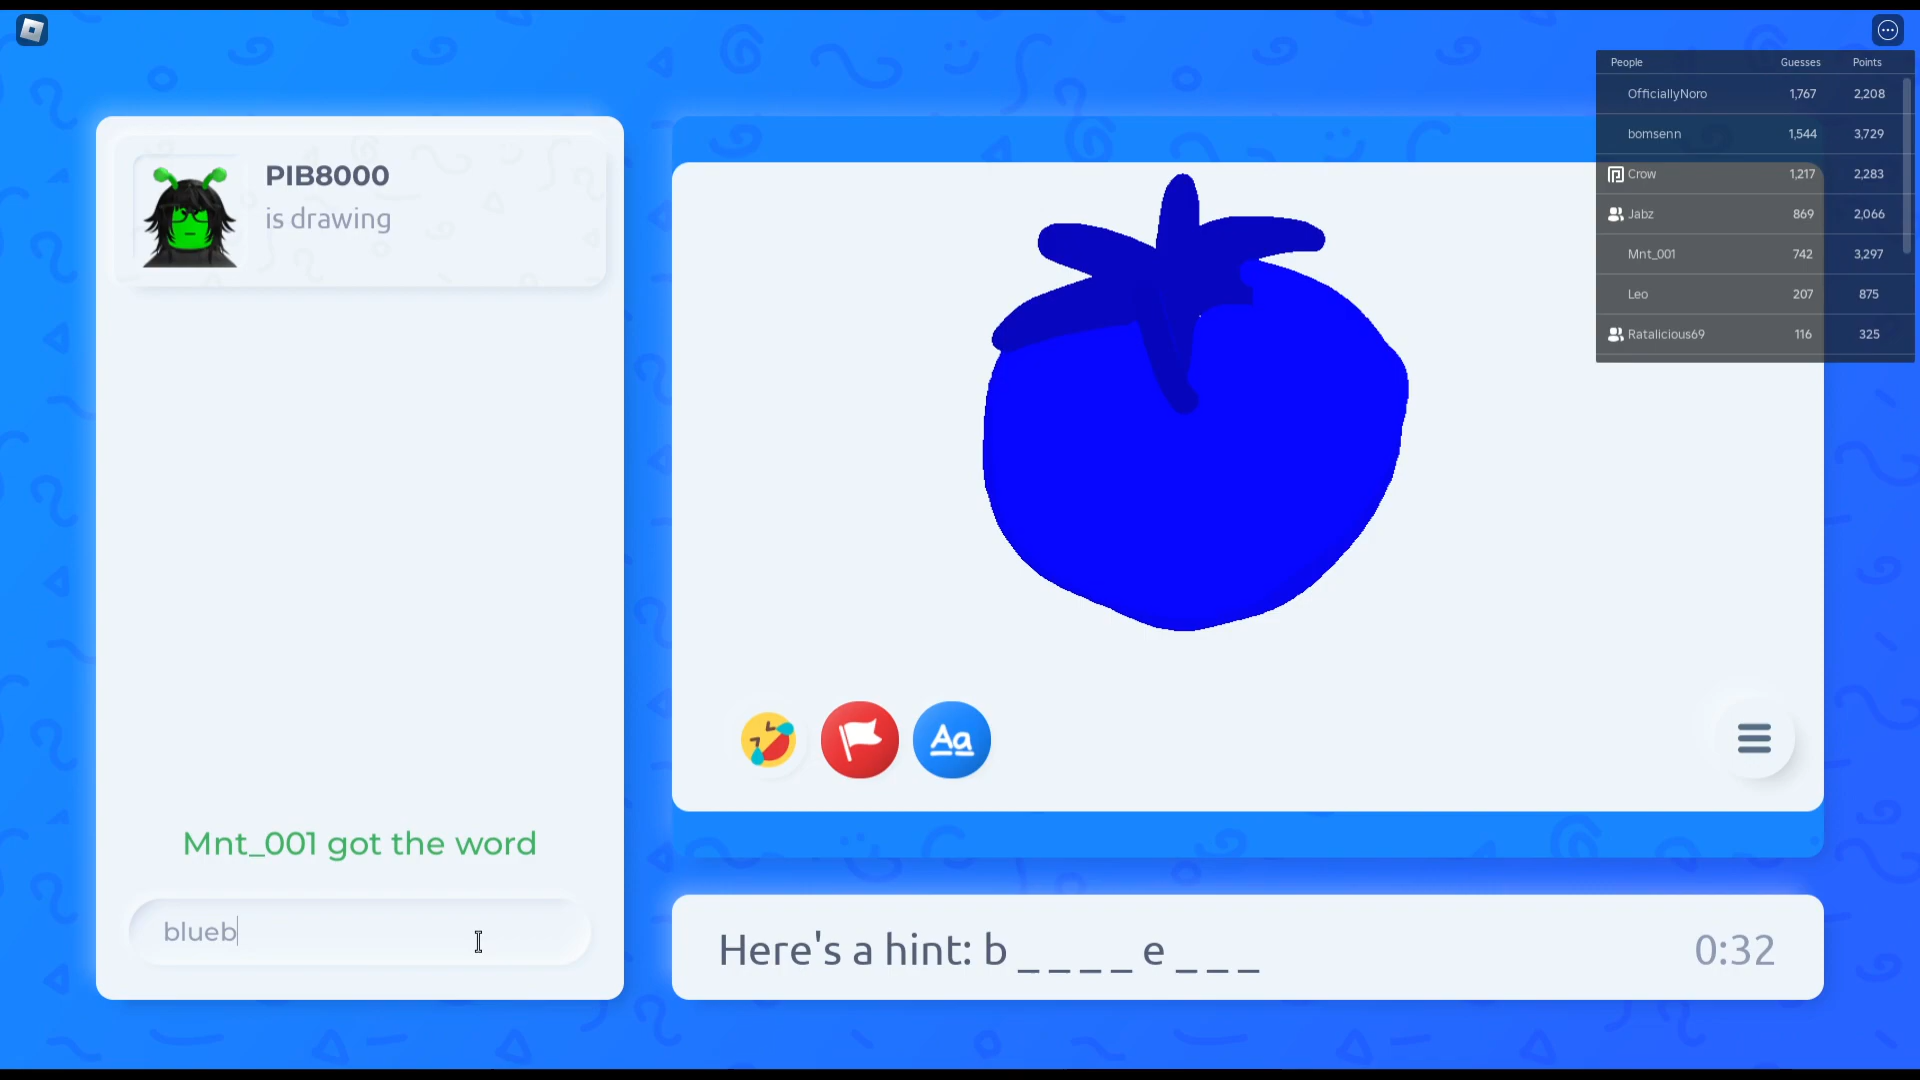 People Guesses Points
OfficiallyNoro 1,767 2,208
bomsenn 1,544 3,729
Crow 1,217 2,283
Jabz 869 2,066
Mnt_001 742 3,297
Leo 207 875
Ratalicious69 116 325
PIB8000
is drawing
Aa
Mnt_001 got the word
blueb
Here's a hint: b _ _ _ _ e _ _ _ 0:32